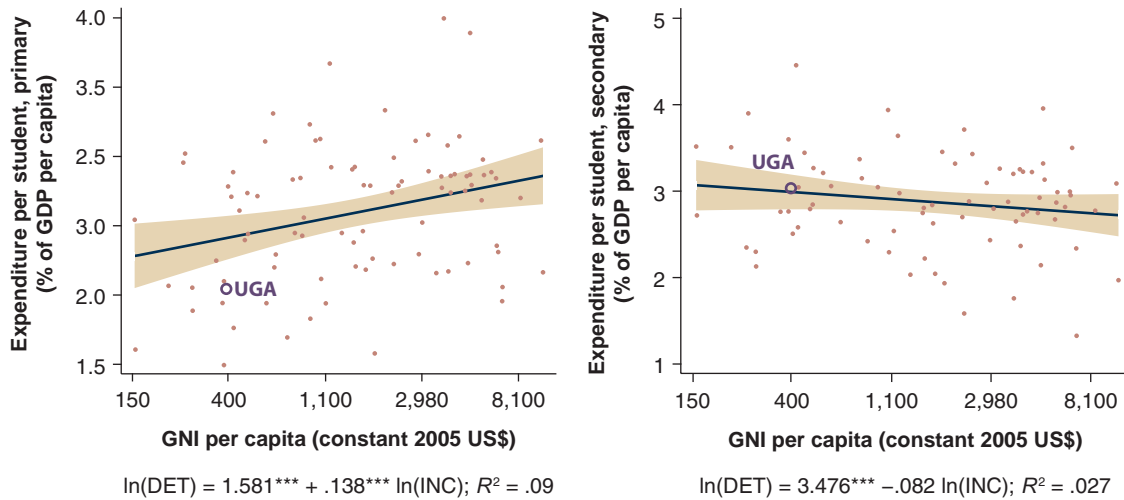 Expenditure per student, primary
(% of GDP per capita)
4.0
3.5
2.5
3.0
2.0
1.5
UGA
150
400
1,100
2,980
8,100
GNI per capita (constant 2005 US$)
ln(DET) = 1.581*** + .138*** ln(INC); R² = .09
Expenditure per student, secondary
(% of GDP per capita)
5
4
3
2
1
UGA
150
400
1,100
2,980
8,100
GNI per capita (constant 2005 US$)
ln(DET) = 3.476*** −.082 ln(INC); R² = .027